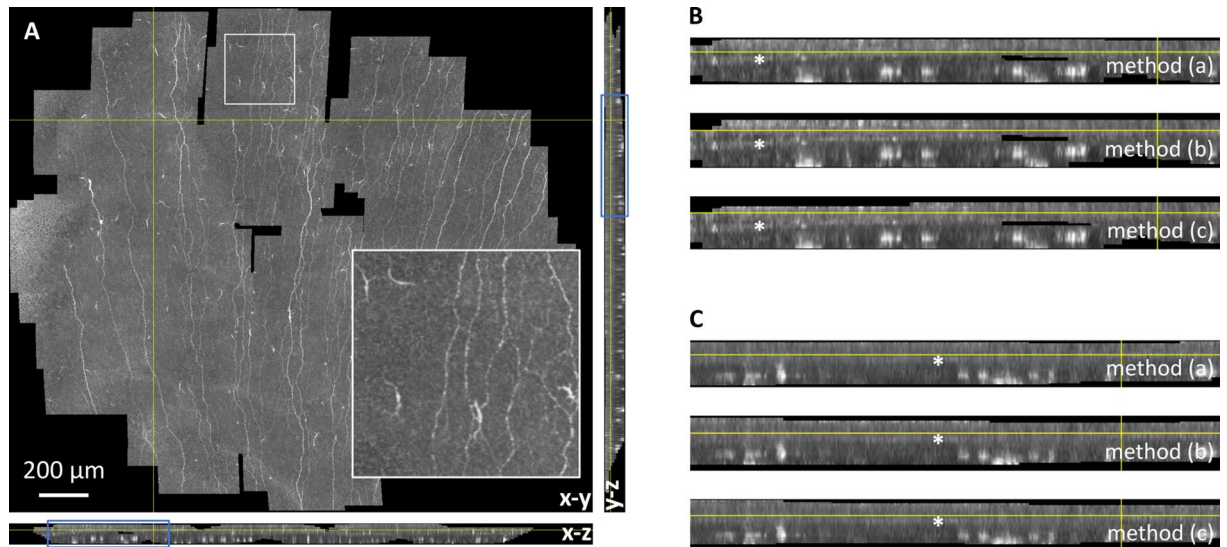 A
200 µm
x-y
y-z
x-z
B
*
method (a)
*
method (b)
*
method (c)
C
*
method (a)
*
method (b)
*
method (c)